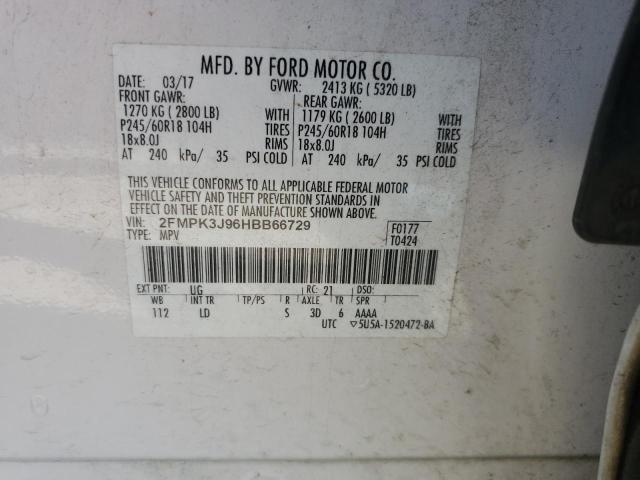 MFD. BY FORD MOTOR CO.
DATE: 03/17 GVWR: 2413 KG ( 5320 LB)
FRONT GAWR: REAR GAWR:
1270 KG ( 2800 LB) WITH 1179 KG ( 2600 LB) WITH
P245/60R18 104H TIRES P245/60R18 104H TIRES
18x8.0J RIMS 18x8.0J RIMS
AT 240 kPa/ 35 PSI COLD AT 240 kPa/ 35 PSI COLD
THIS VEHICLE CONFORMS TO ALL APPLICABLE FEDERAL MOTOR
VEHICLE SAFETY AND THEFT PREVENTION STANDARDS IN
EFFECT ON THE DATE OF MANUFACTURE SHOWN ABOVE.
VIN: 2FMPK3J96HBB66729 F0177
TYPE: MPV T0424
EXT PNT: UG RC: 21 DSO:
WB INT TR TP/PS R AXLE TR SPR
112 LD S 3D 6 AAAA
UTC ▽5U5A-1520472-BA